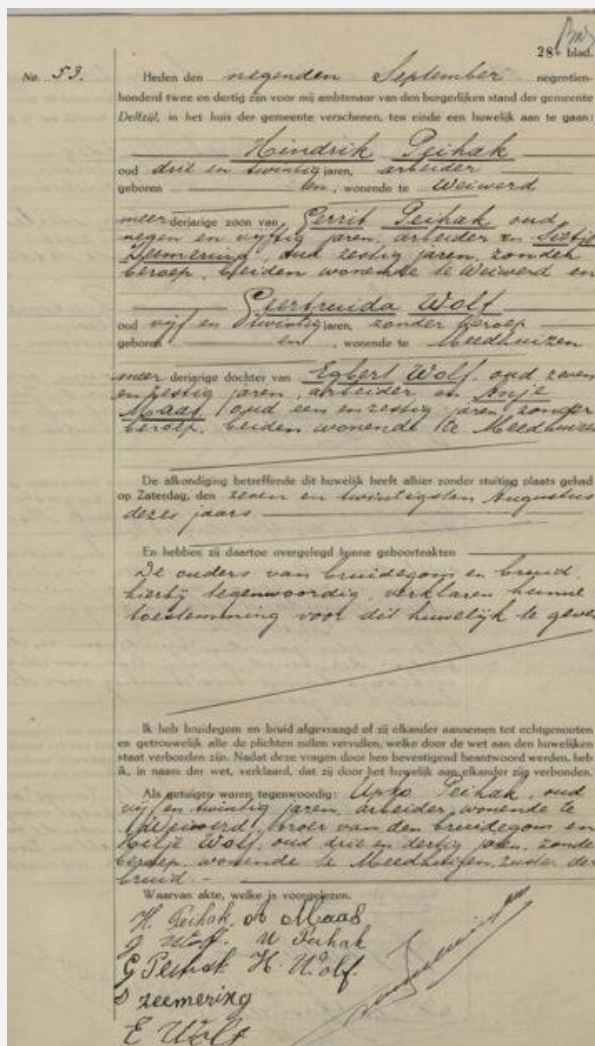 28e blad.
No. 53.
Heden den negenden September negentien-
honderd twee en dertig zijn voor mij ambtenaar van den burgerlijken stand der gemeente
Delfzijl, in het huis der gemeente verschenen, ten einde een huwelijk aan te gaan:
Hindrik Peihak
oud drie en twintig jaren, arbeider
geboren en, wonende te Weiwerd
meerderjarige zoon van Gerrit Peihak oud
negen en vijftig jaren, arbeider en
Zeemering, oud zestig jaren, zonder
beroep, beiden wonende te Weiwerd en
Geertruida Wolf
oud vijf en twintig jaren, zonder beroep
geboren en, wonende te Meedhuizen
meerderjarige dochter van Egbert Wolf, oud zeven
en zestig jaren, arbeider en Anje
Maas, oud een en zestig jaren, zonder
beroep, beiden wonende te Meedhuizen
De afkondiging betreffende dit huwelijk heeft alhier zonder stuiting plaats gehad
op Zaterdag, den zeven en twintigsten Augustus
dezes jaars
En hebben zij daartoe overgelegd hunne geboorteakten
De ouders van bruidegom en bruid,
hierbij tegenwoordig, verklaren hunne
toestemming voor dit huwelijk te geven
Ik heb bruidegom en bruid afgevraagd of zij elkander aannemen tot echtgenooten
en getrouwelijk alle de plichten zullen vervullen, welke door de wet aan den huwelijken
staat verbonden zijn. Nadat deze vragen door hen bevestigend beantwoord werden, heb
ik, in naam der wet, verklaard, dat zij door het huwelijk aan elkander zijn verbonden.
Als getuigen waren tegenwoordig: Upko Peihak, oud
vijf en twintig jaren, arbeider, wonende te
Weiwerd, broer van den bruidegom en
Wolf, oud drie en dertig jaren, zonder
beroep, wonende te Meedhuizen, zuster der
bruid.-
Waarvan akte, welke is voorgelezen.
H. Peihak A Maas
g Wolf. U Peihak
G Peihak H. Wolf.
S zeemering
E Wolf